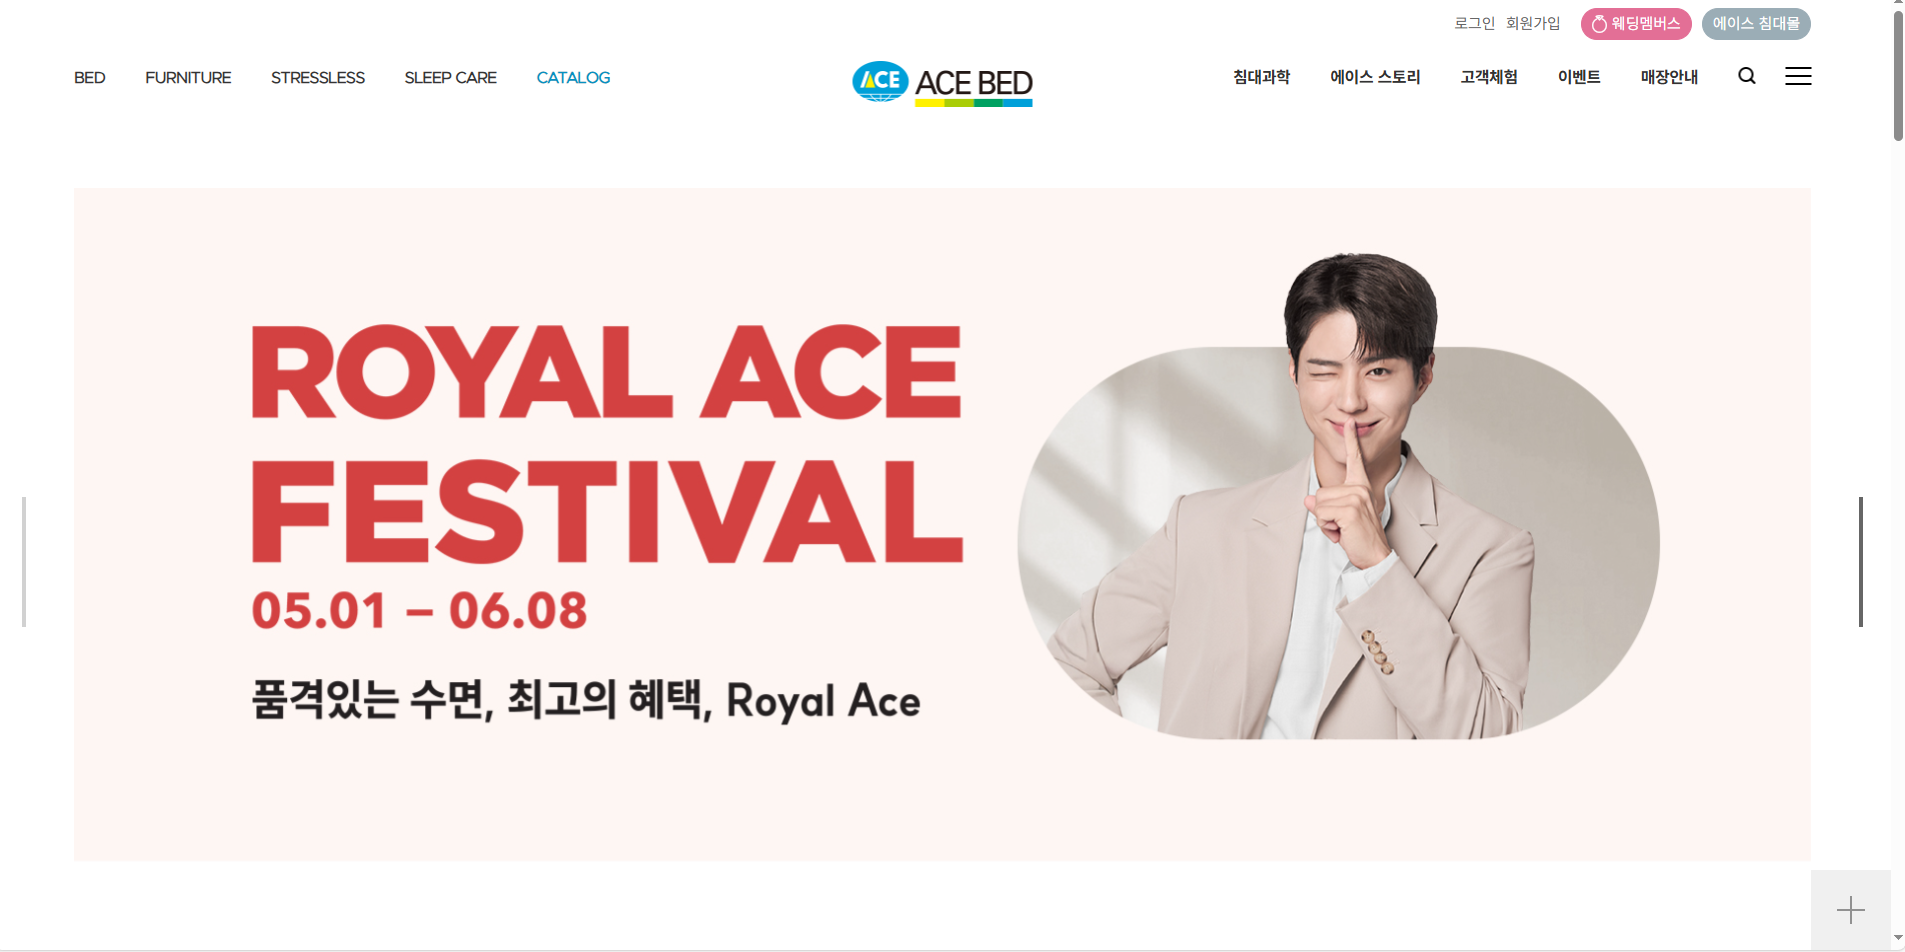 로그인 회원가입 웨딩멤버스 에이스 침대몰
BED FURNITURE STRESSLESS SLEEP CARE CATALOG
ACE ACE BED
침대과학 에이스 스토리 고객체험 이벤트 매장안내
ROYAL ACE
FESTIVAL
05.01 – 06.08
품격있는 수면, 최고의 혜택, Royal Ace